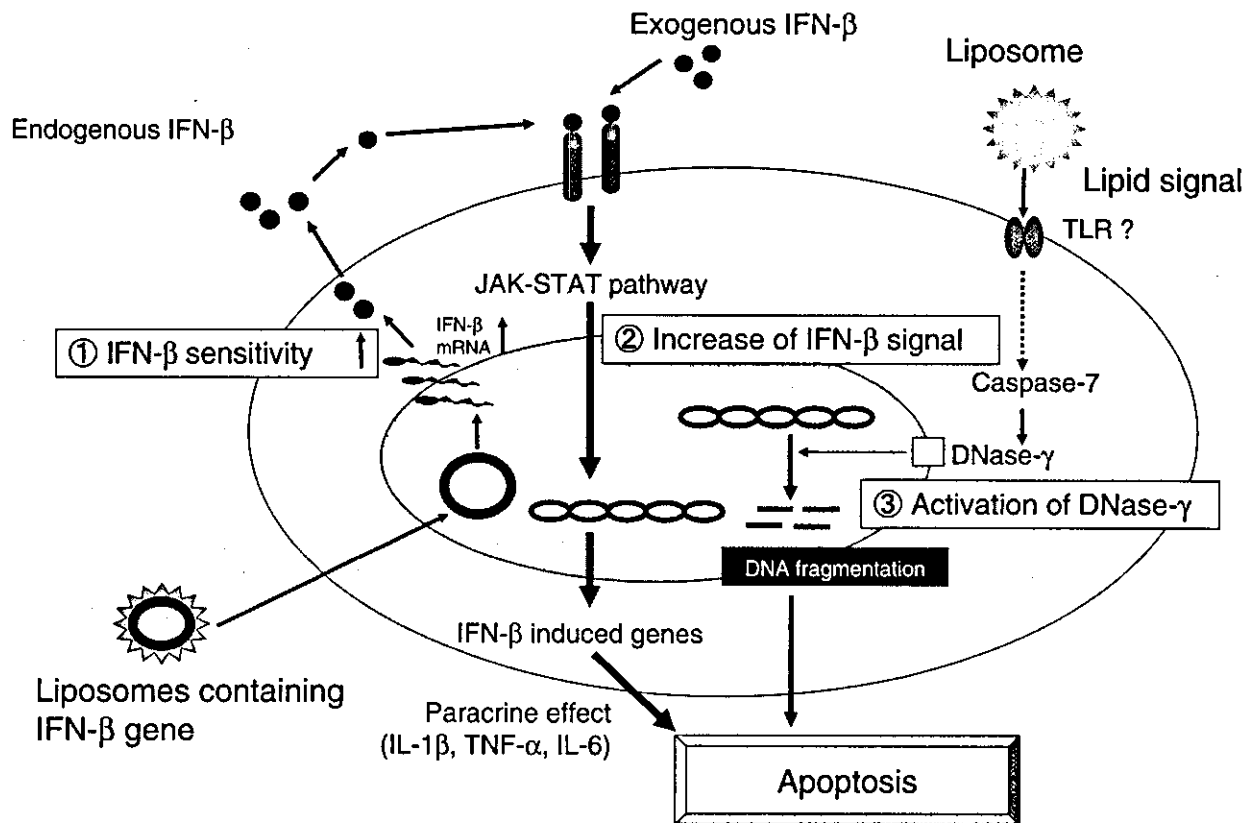 Exogenous IFN-β
Liposome
Endogenous IFN-β
Lipid signal
TLR ?
JAK-STAT pathway
① IFN-β sensitivity
IFN-β
mRNA
② Increase of IFN-β signal
Caspase-7
DNase-γ
③ Activation of DNase-γ
DNA fragmentation
IFN-β induced genes
Liposomes containing
IFN-β gene
Paracrine effect
(IL-1β, TNF-α, IL-6)
Apoptosis